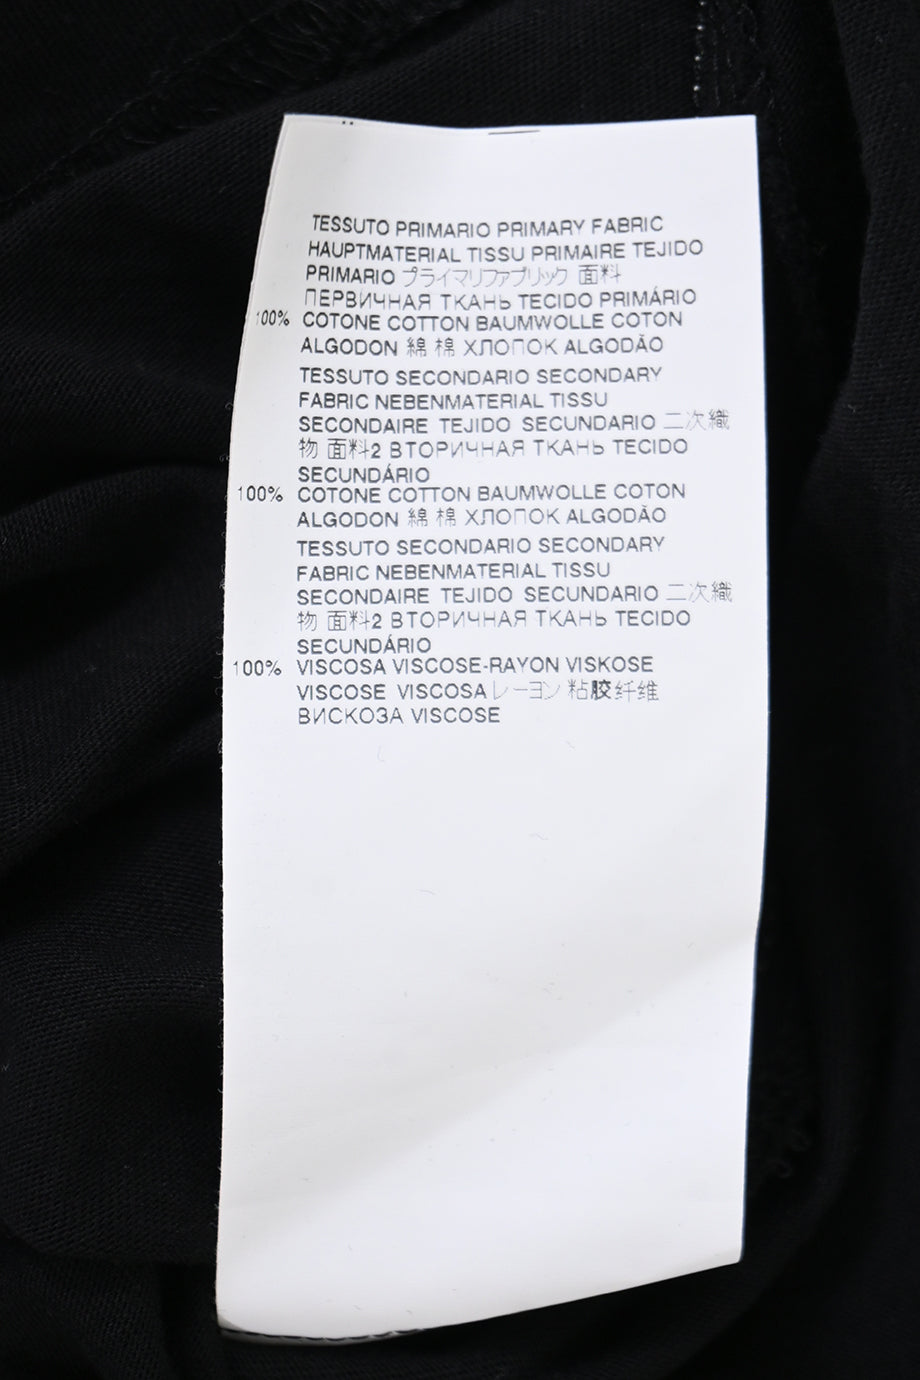 TESSUTO PRIMARIO PRIMARY FABRIC
HAUPTMATERIAL TISSU PRIMAIRE TEJIDO
PRIMARIO プライマリファブリック 面料
ПЕРВИЧНАЯ ТКАНЬ TECIDO PRIMÁRIO
100% COTONE COTTON BAUMWOLLE COTON
ALGODON 綿 棉 ХЛОПОК ALGODÃO
TESSUTO SECONDARIO SECONDARY
FABRIC NEBENMATERIAL TISSU
SECONDAIRE TEJIDO SECUNDARIO 二次織
物 面料2 ВТОРИЧНАЯ ТКАНЬ TECIDO
SECUNDÁRIO
100% COTONE COTTON BAUMWOLLE COTON
ALGODON 綿 棉 ХЛОПОК ALGODÃO
TESSUTO SECONDARIO SECONDARY
FABRIC NEBENMATERIAL TISSU
SECONDAIRE TEJIDO SECUNDARIO 二次織
物 面料2 ВТОРИЧНАЯ ТКАНЬ TECIDO
SECUNDÁRIO
100% VISCOSA VISCOSE-RAYON VISKOSE
VISCOSE VISCOSA レーヨン 粘胶纤维
ВИСКОЗА VISCOSE